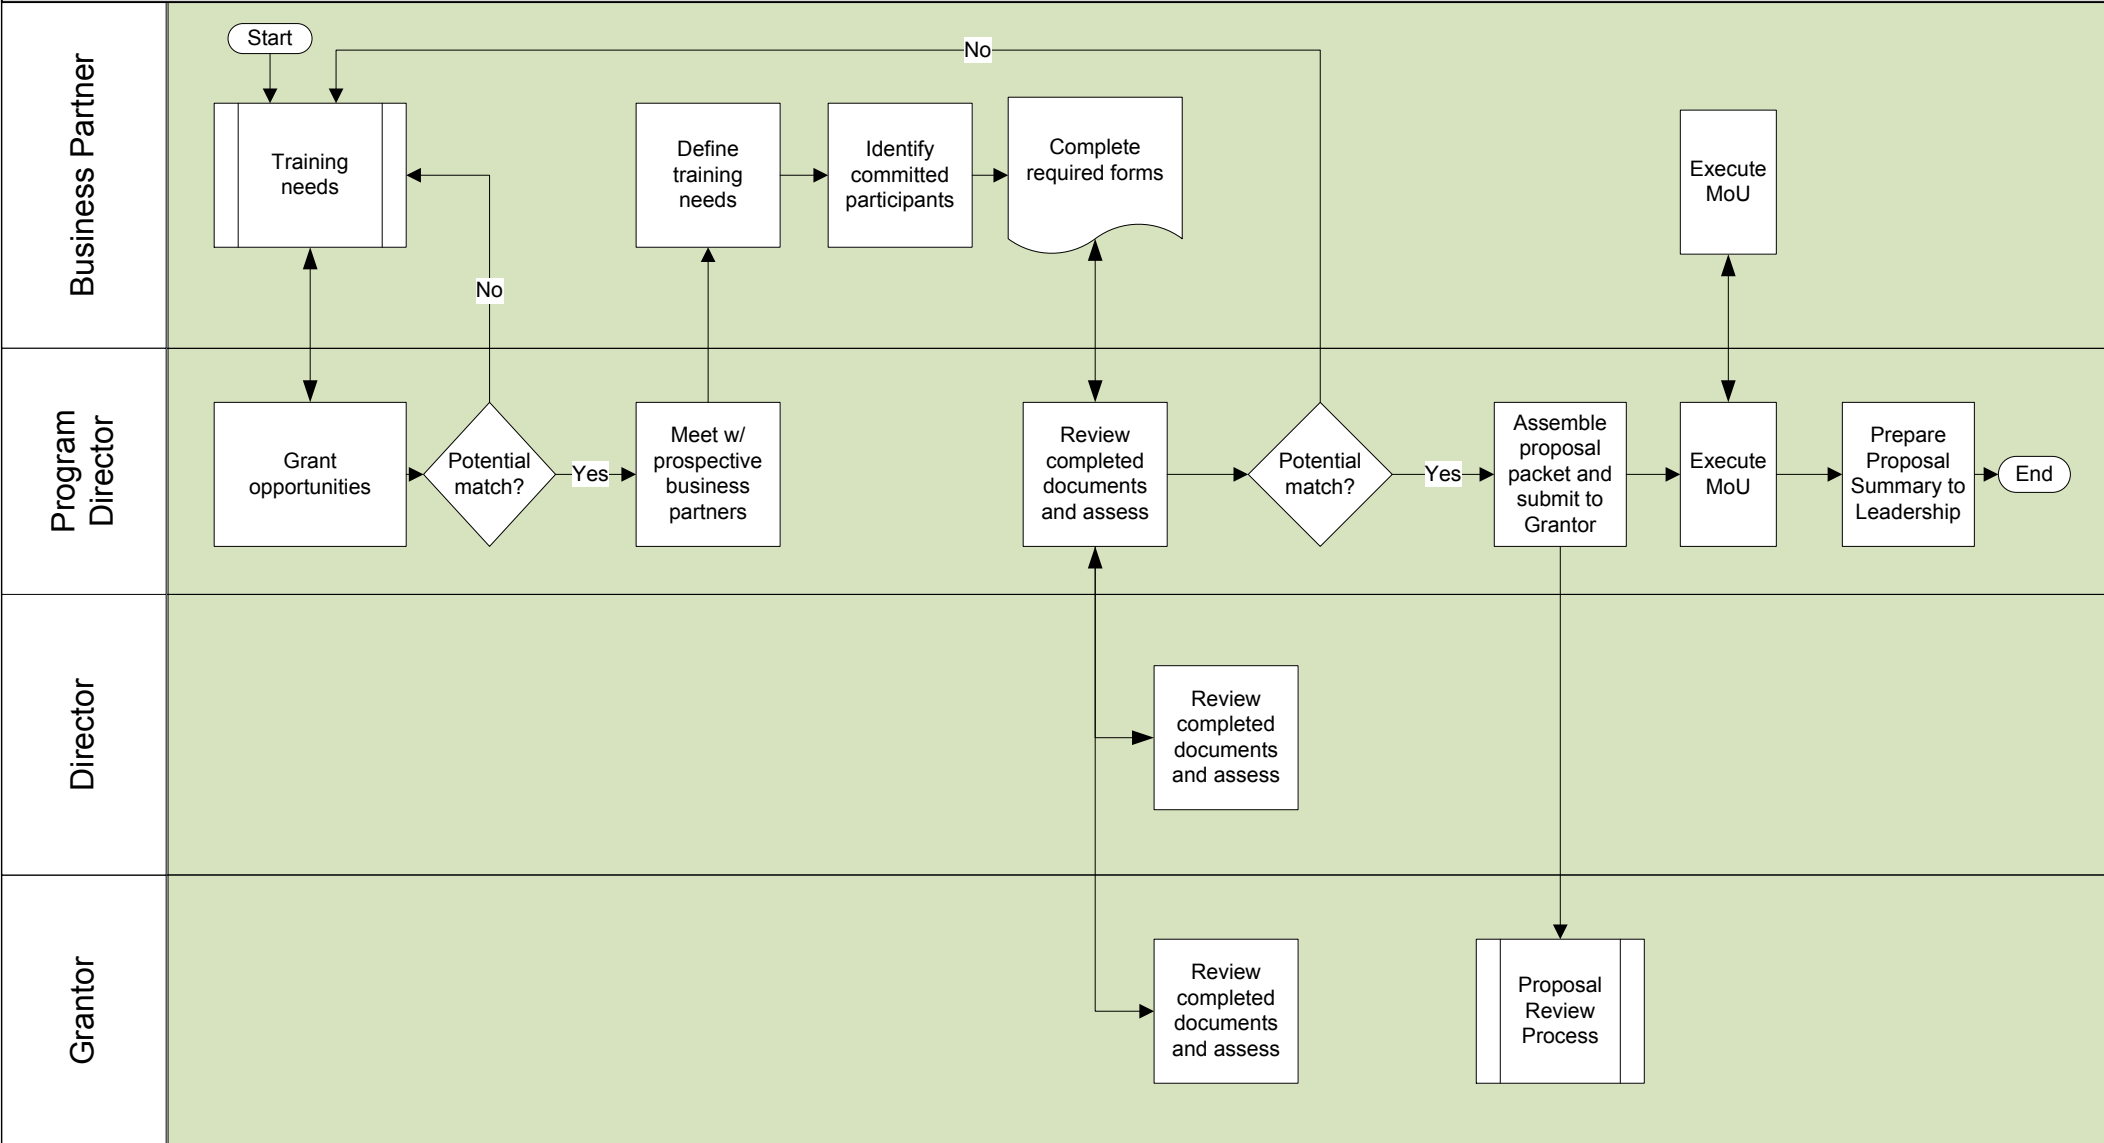 Business Partner
Start
No
Training
needs
Define
training
needs
Identify
committed
participants
Complete
required forms
Execute
MoU
No
Program
Director
Grant
opportunities
Potential
match?
Yes
Meet w/
prospective
business
partners
Review
completed
documents
and assess
Potential
match?
Yes
Assemble
proposal
packet and
submit to
Grantor
Execute
MoU
Prepare
Proposal
Summary to
Leadership
End
Director
Review
completed
documents
and assess
Grantor
Review
completed
documents
and assess
Proposal
Review
Process